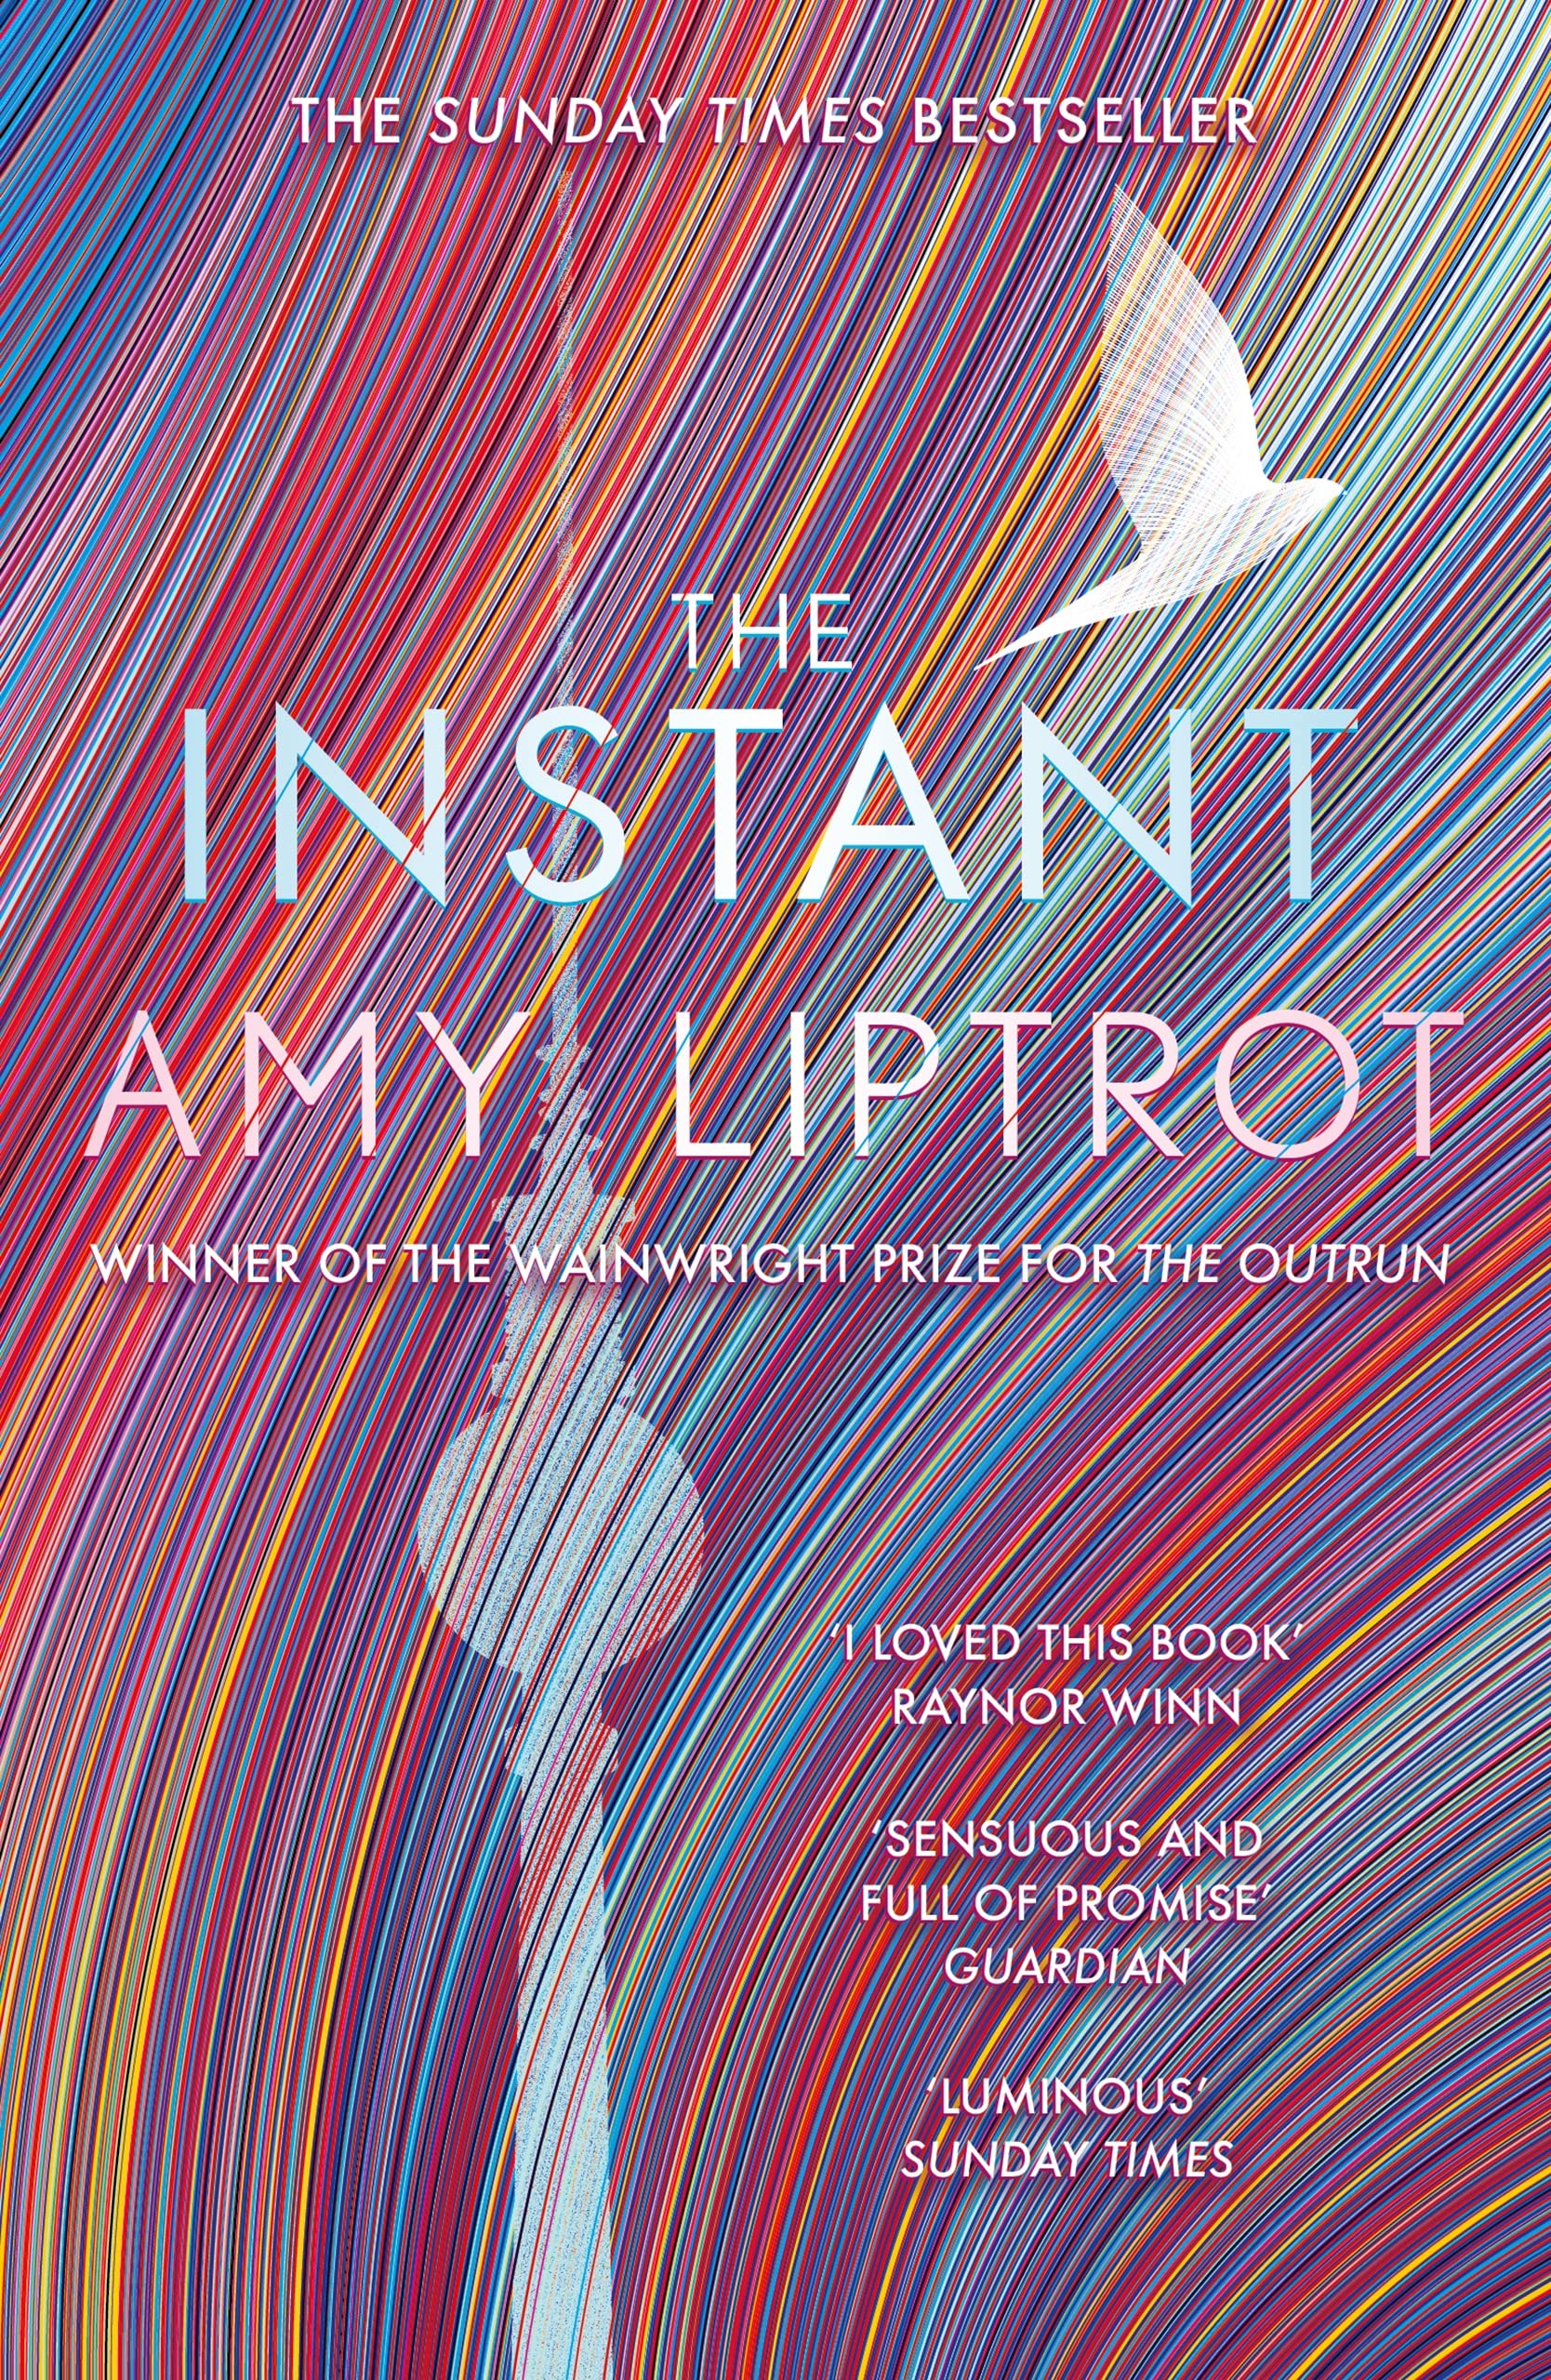 THE SUNDAY TIMES BESTSELLER
THE
INSTANT
AMY LIPTROT
WINNER OF THE WAINWRIGHT PRIZE FOR THE OUTRUN
‘I LOVED THIS BOOK’
RAYNOR WINN
‘SENSUOUS AND
FULL OF PROMISE’
GUARDIAN
‘LUMINOUS’
SUNDAY TIMES